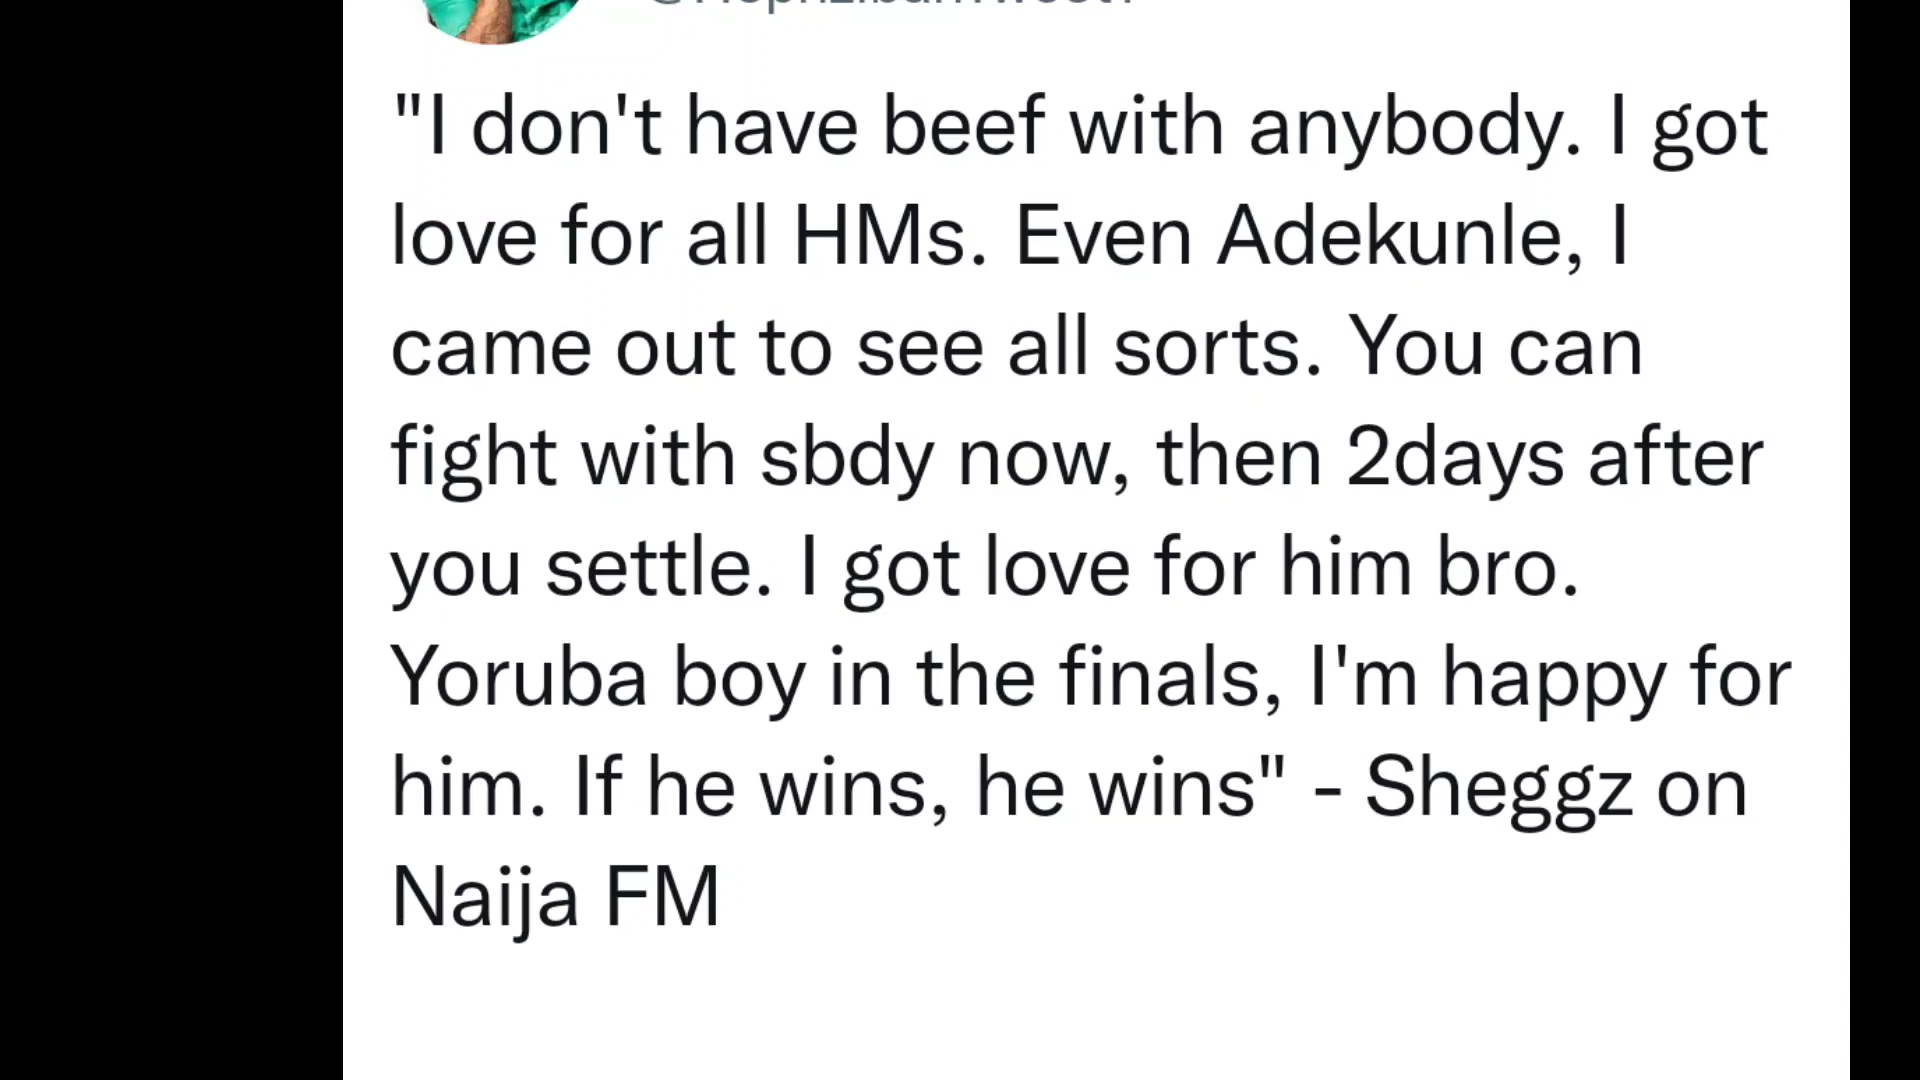 "I don't have beef with anybody. I got
love for all HMs. Even Adekunle, I
came out to see all sorts. You can
fight with sbdy now, then 2days after
you settle. I got love for him bro.
Yoruba boy in the finals, I'm happy for
him. If he wins, he wins" - Sheggz on
Naija FM